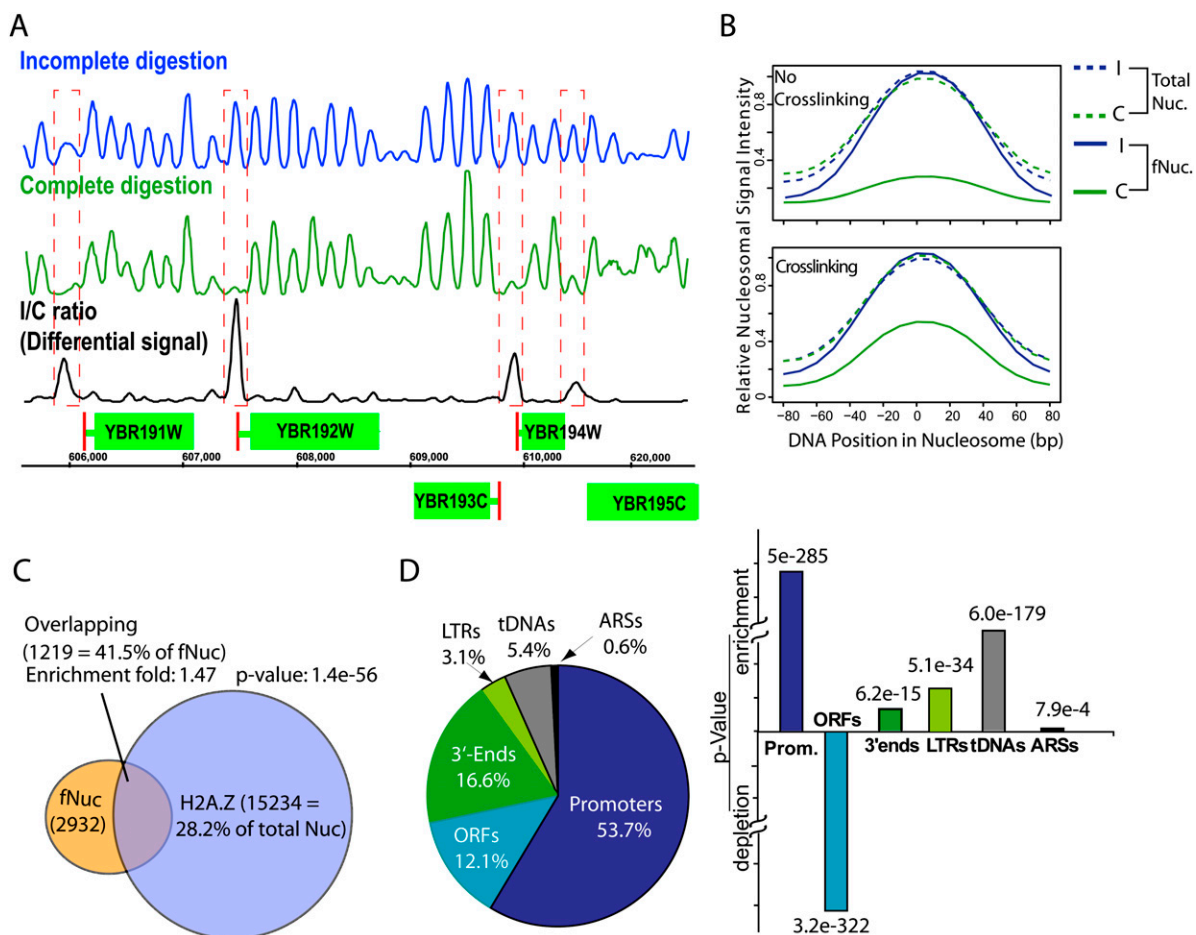 A
Incomplete digestion
Complete digestion
I/C ratio
(Differential signal)
YBR191W
YBR192W
YBR194W
606,000
607,000
608,000
609,000
610,000
620,000
YBR193C
YBR195C
B
Relative Nucleosomal Signal Intensity
No
Crosslinking
0.8
0.4
Crosslinking
0.8
0.4
0
-80
-60
-40
-20
0
20
40
60
80
DNA Position in Nucleosome (bp)
I
Total
Nuc.
C
I
fNuc.
C
C
Overlapping
(1219 = 41.5% of fNuc)
Enrichment fold: 1.47
p-value: 1.4e-56
fNuc
(2932)
H2A.Z (15234 =
28.2% of total Nuc)
D
LTRs
3.1%
tDNAs
5.4%
ARSs
0.6%
3′-Ends
16.6%
ORFs
12.1%
Promoters
53.7%
p-Value
enrichment
depletion
5e-285
Prom.
ORFs
3.2e-322
6.2e-15
3'ends
5.1e-34
LTRs
6.0e-179
tDNAs
7.9e-4
ARSs